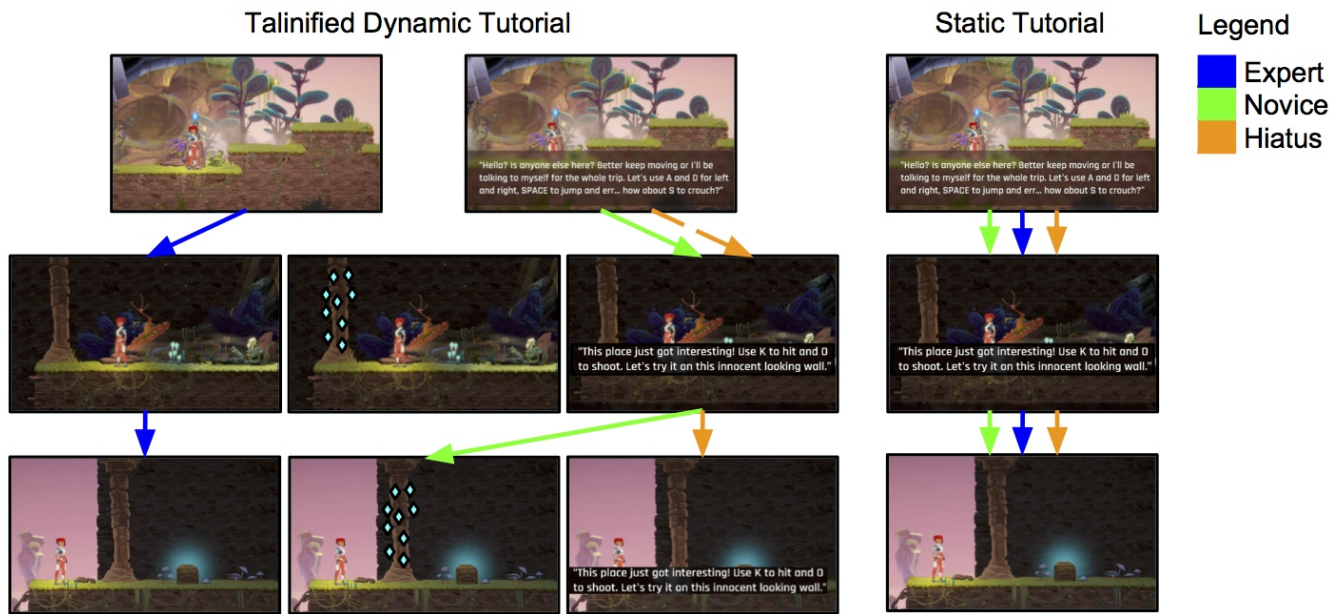 Talinified Dynamic Tutorial
Static Tutorial
Legend
Expert
Novice
Hiatus
"Hello? Is anyone else here? Better keep moving or I'll be
talking to myself for the whole trip. Let's use A and D for left
and right, SPACE to jump and err... how about S to crouch?"
"Hello? Is anyone else here? Better keep moving or I'll be
talking to myself for the whole trip. Let's use A and D for left
and right, SPACE to jump and err... how about S to crouch?"
"This place just got interesting! Use K to hit and O
to shoot. Let's try it on this innocent looking wall."
"This place just got interesting! Use K to hit and O
to shoot. Let's try it on this innocent looking wall."
"This place just got interesting! Use K to hit and O
to shoot. Let's try it on this innocent looking wall."